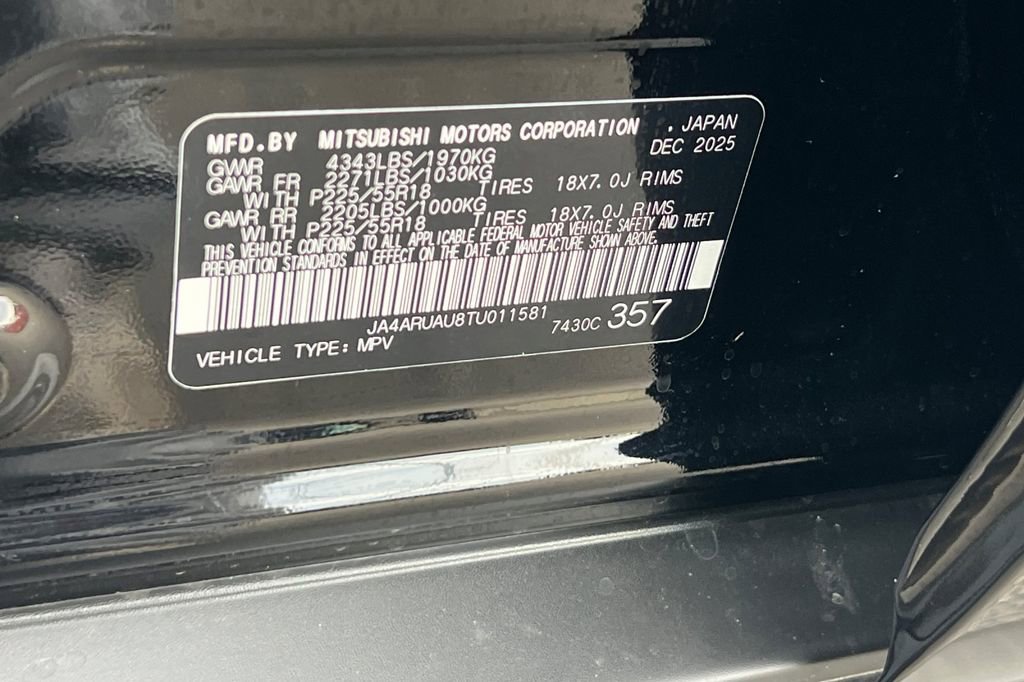 MFD.BY MITSUBISHI MOTORS CORPORATION . JAPAN
GWR 4343LBS/1970KG DEC 2025
GAWR FR 2271LBS/1030KG
WITH P225/55R18 TIRES 18X7.0J RIMS
GAWR RR 2205LBS/1000KG
WITH P225/55R18 TIRES 18X7.0J RIMS
THIS VEHICLE CONFORMS TO ALL APPLICABLE FEDERAL MOTOR VEHICLE SAFETY AND THEFT
PREVENTION STANDARDS IN EFFECT ON THE DATE OF MANUFACTURE SHOWN ABOVE.
JA4ARUAU8TU011581 7430C 357
VEHICLE TYPE: MPV